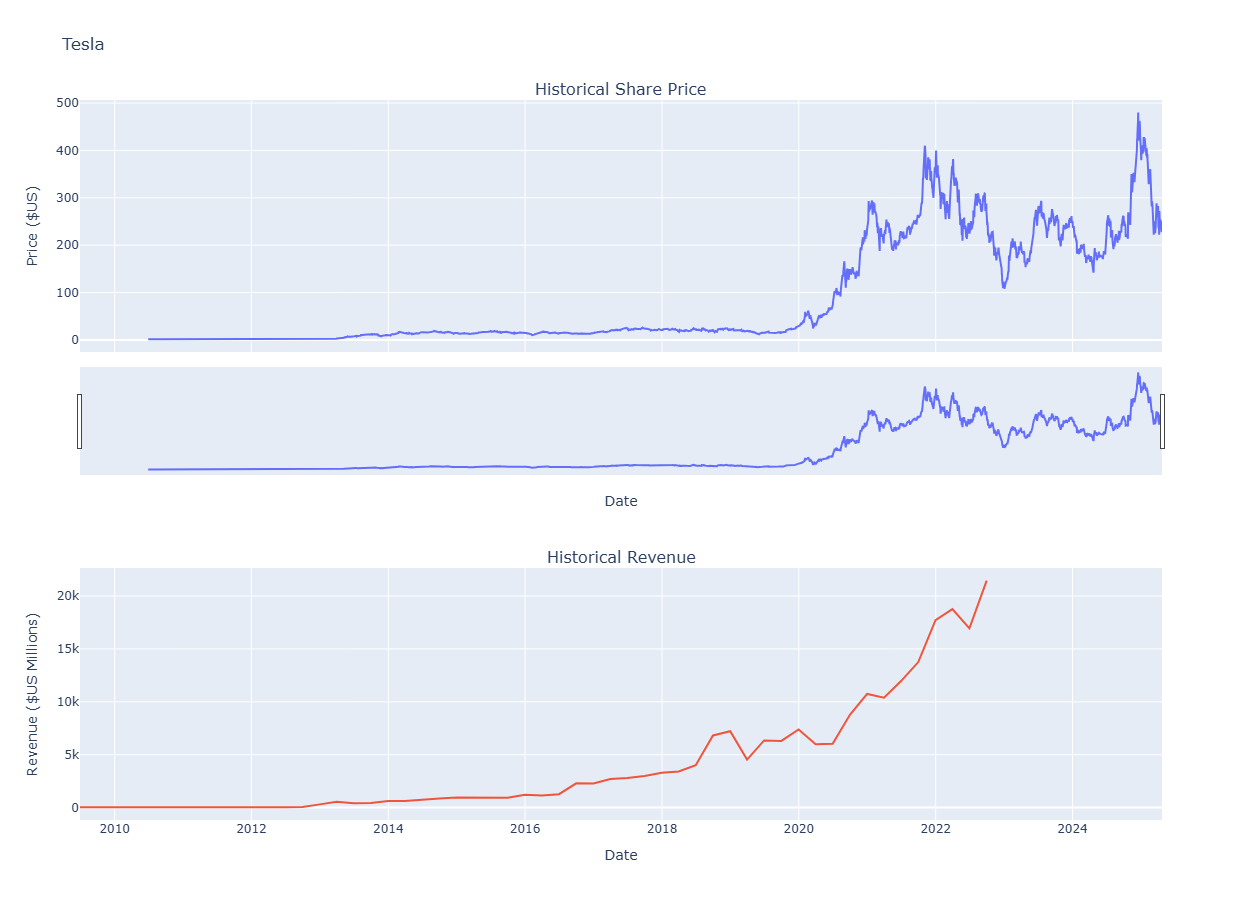 Tesla
Historical Share Price
500
400
300
200
100
0
Price ($US)
Date
Historical Revenue
20k
15k
10k
5k
0
Revenue ($US Millions)
2010 2012 2014 2016 2018 2020 2022 2024
Date